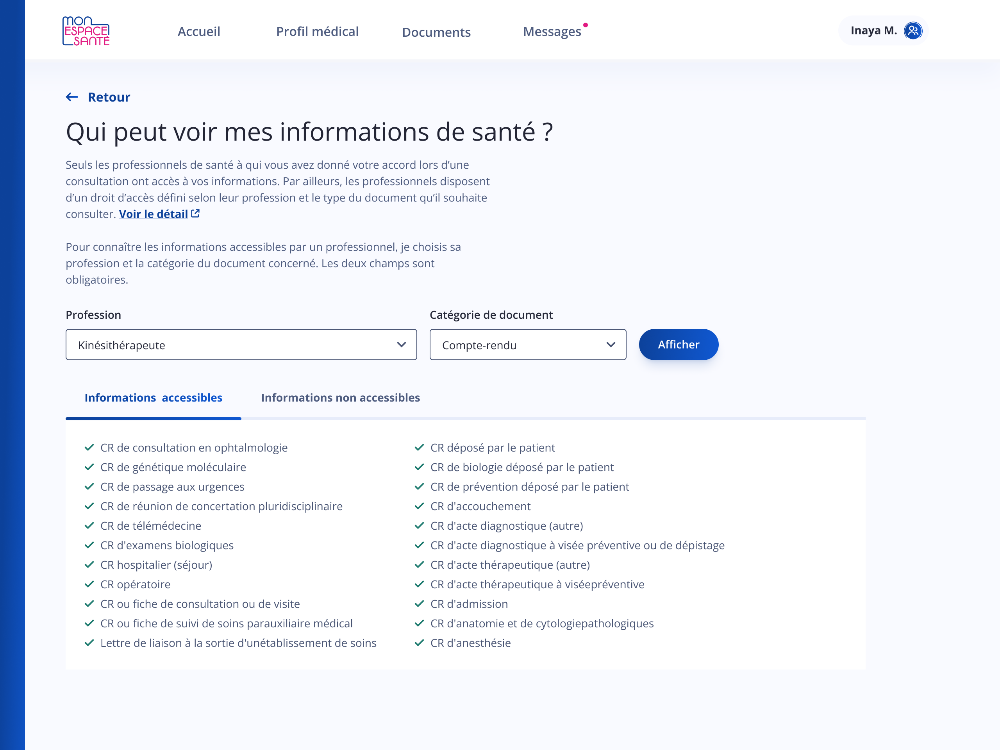 mon
ESPACE
SANTÉ
Accueil
Profil médical
Documents
Messages
Inaya M.
Retour
Qui peut voir mes informations de santé ?
Seuls les professionnels de santé à qui vous avez donné votre accord lors d’une
consultation ont accès à vos informations. Par ailleurs, les professionnels disposent
d’un droit d’accès défini selon leur profession et le type du document qu’il souhaite
consulter. Voir le détail
Pour connaître les informations accessibles par un professionnel, je choisis sa
profession et la catégorie du document concerné. Les deux champs sont
obligatoires.
Profession
Catégorie de document
Kinésithérapeute
Compte-rendu
Afficher
Informations  accessibles
Informations non accessibles
CR de consultation en ophtalmologie
CR de génétique moléculaire
CR de passage aux urgences
CR de réunion de concertation pluridisciplinaire
CR de télémédecine
CR d'examens biologiques
CR hospitalier (séjour)
CR opératoire
CR ou fiche de consultation ou de visite
CR ou fiche de suivi de soins parauxiliaire médical
Lettre de liaison à la sortie d'unétablissement de soins
CR déposé par le patient
CR de biologie déposé par le patient
CR de prévention déposé par le patient
CR d'accouchement
CR d'acte diagnostique (autre)
CR d'acte diagnostique à visée préventive ou de dépistage
CR d'acte thérapeutique (autre)
CR d'acte thérapeutique à viséepréventive
CR d'admission
CR d'anatomie et de cytologiepathologiques
CR d'anesthésie